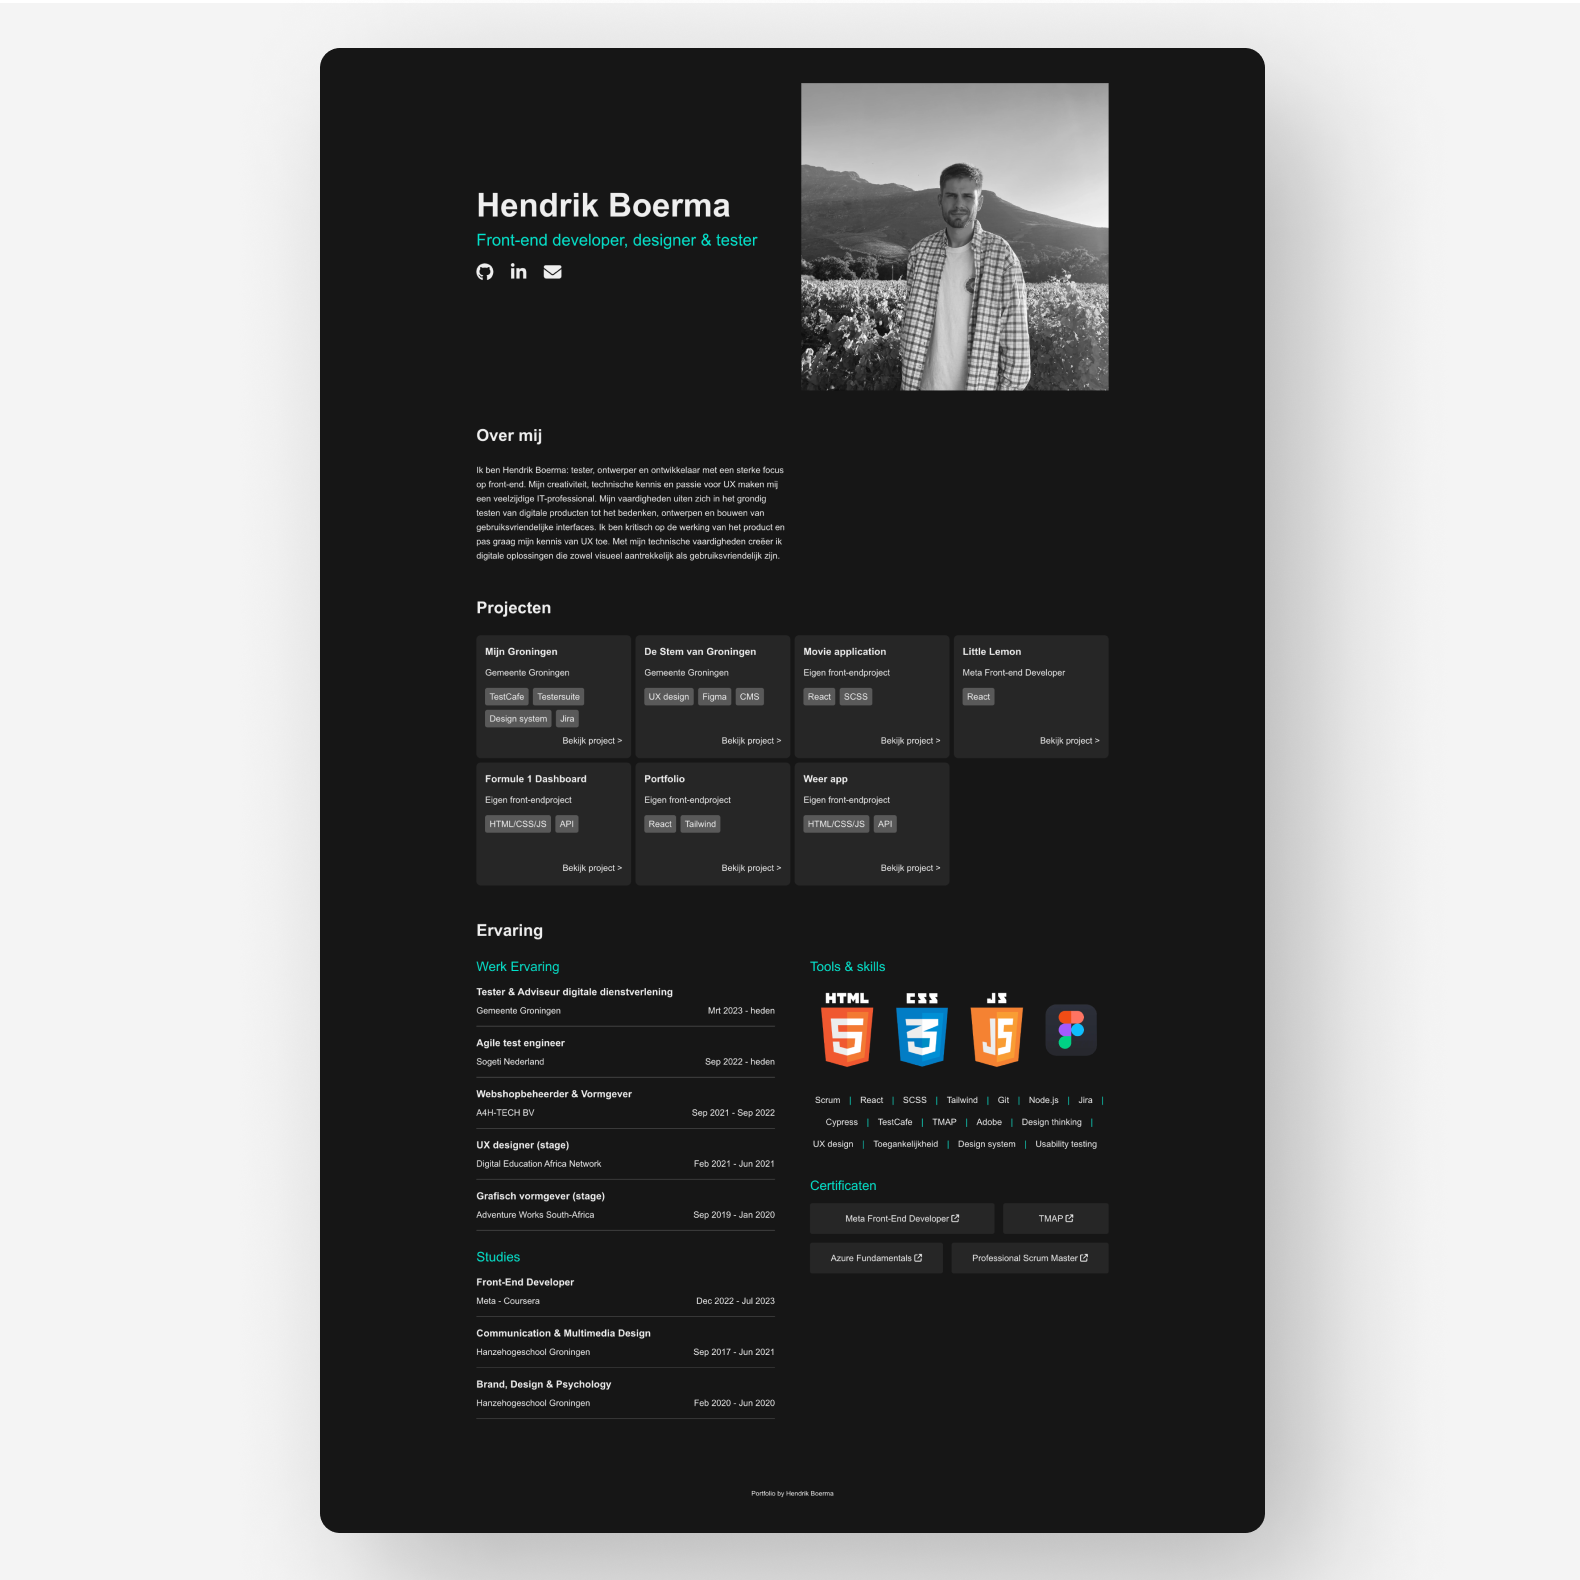 Hendrik Boerma
Front-end developer, designer & tester
in
Over mij
Ik ben Hendrik Boerma: tester, ontwerper en ontwikkelaar met een sterke focus
op front-end. Mijn creativiteit, technische kennis en passie voor UX maken mij
een veelzijdige IT-professional. Mijn vaardigheden uiten zich in het grondig
testen van digitale producten tot het bedenken, ontwerpen en bouwen van
gebruiksvriendelijke interfaces. Ik ben kritisch op de werking van het product en
pas graag mijn kennis van UX toe. Met mijn technische vaardigheden creëer ik
digitale oplossingen die zowel visueel aantrekkelijk als gebruiksvriendelijk zijn.
Projecten
Mijn Groningen
Gemeente Groningen
TestCafe Testersuite
Design system Jira
Bekijk project >
De Stem van Groningen
Gemeente Groningen
UX design Figma CMS
Bekijk project >
Movie application
Eigen front-endproject
React SCSS
Bekijk project >
Little Lemon
Meta Front-end Developer
React
Bekijk project >
Formule 1 Dashboard
Eigen front-endproject
HTML/CSS/JS API
Bekijk project >
Portfolio
Eigen front-endproject
React Tailwind
Bekijk project >
Weer app
Eigen front-endproject
HTML/CSS/JS API
Bekijk project >
Ervaring
Werk Ervaring
Tester & Adviseur digitale dienstverlening
Gemeente Groningen Mrt 2023 - heden
Agile test engineer
Sogeti Nederland Sep 2022 - heden
Webshopbeheerder & Vormgever
A4H-TECH BV Sep 2021 - Sep 2022
UX designer (stage)
Digital Education Africa Network Feb 2021 - Jun 2021
Grafisch vormgever (stage)
Adventure Works South-Africa Sep 2019 - Jan 2020
Studies
Front-End Developer
Meta - Coursera Dec 2022 - Jul 2023
Communication & Multimedia Design
Hanzehogeschool Groningen Sep 2017 - Jun 2021
Brand, Design & Psychology
Hanzehogeschool Groningen Feb 2020 - Jun 2020
Tools & skills
HTML CSS JS
5 3 JS
Scrum | React | SCSS | Tailwind | Git | Node.js | Jira |
Cypress | TestCafe | TMAP | Adobe | Design thinking |
UX design | Toegankelijkheid | Design system | Usability testing
Certificaten
Meta Front-End Developer TMAP
Azure Fundamentals Professional Scrum Master
Portfolio by Hendrik Boerma